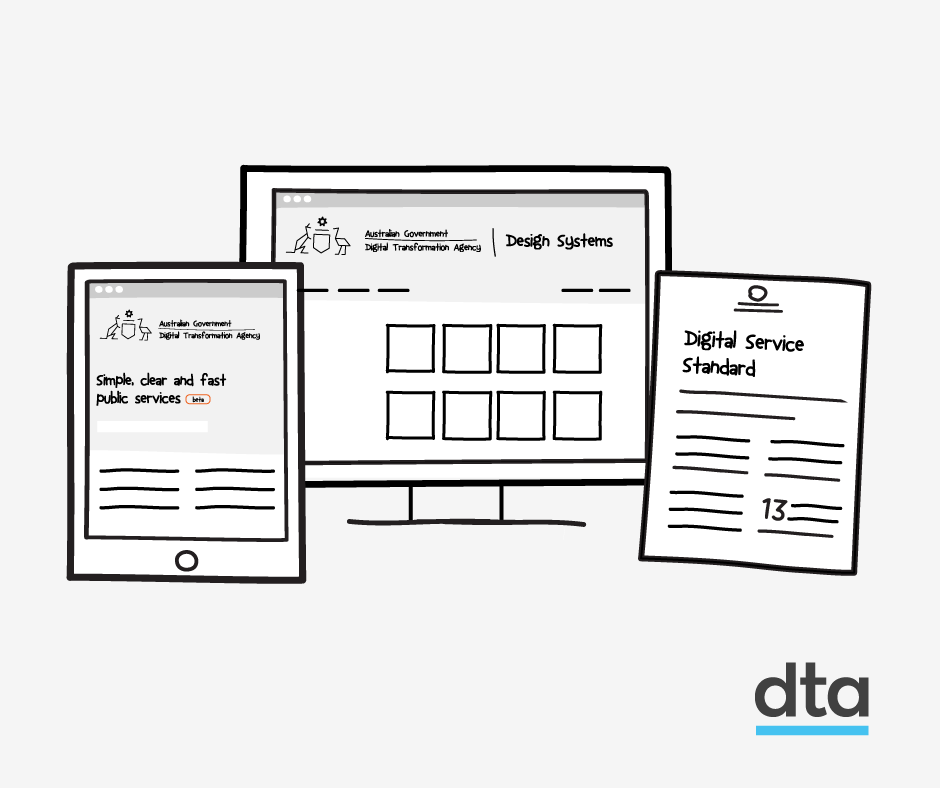 Australian Government
Digital Transformation Agency
Design Systems
Australian Government
Digital Transformation Agency
Simple, clear and fast
public services beta
Digital Service
Standard
13
dta